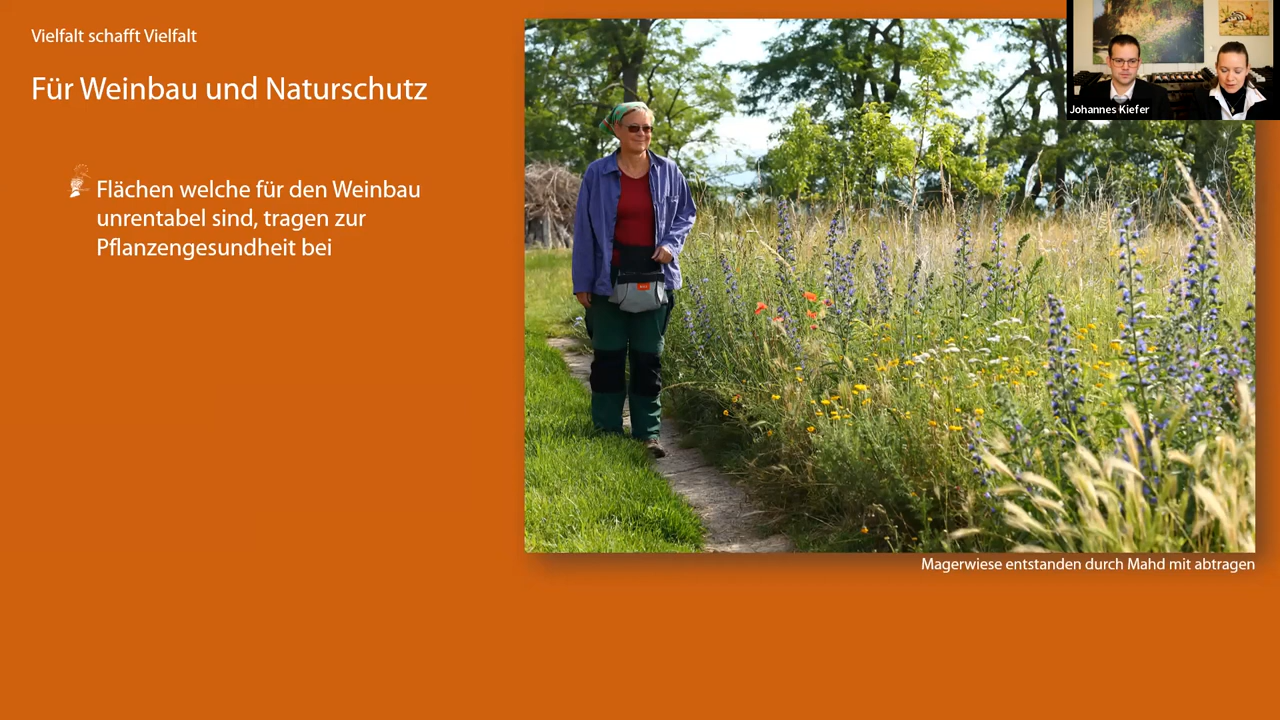 Vielfalt schafft Vielfalt
Für Weinbau und Naturschutz
Flächen welche für den Weinbau
unrentabel sind, tragen zur
Pflanzengesundheit bei
Johannes Kiefer
Magerwiese entstanden durch Mahd mit abtragen